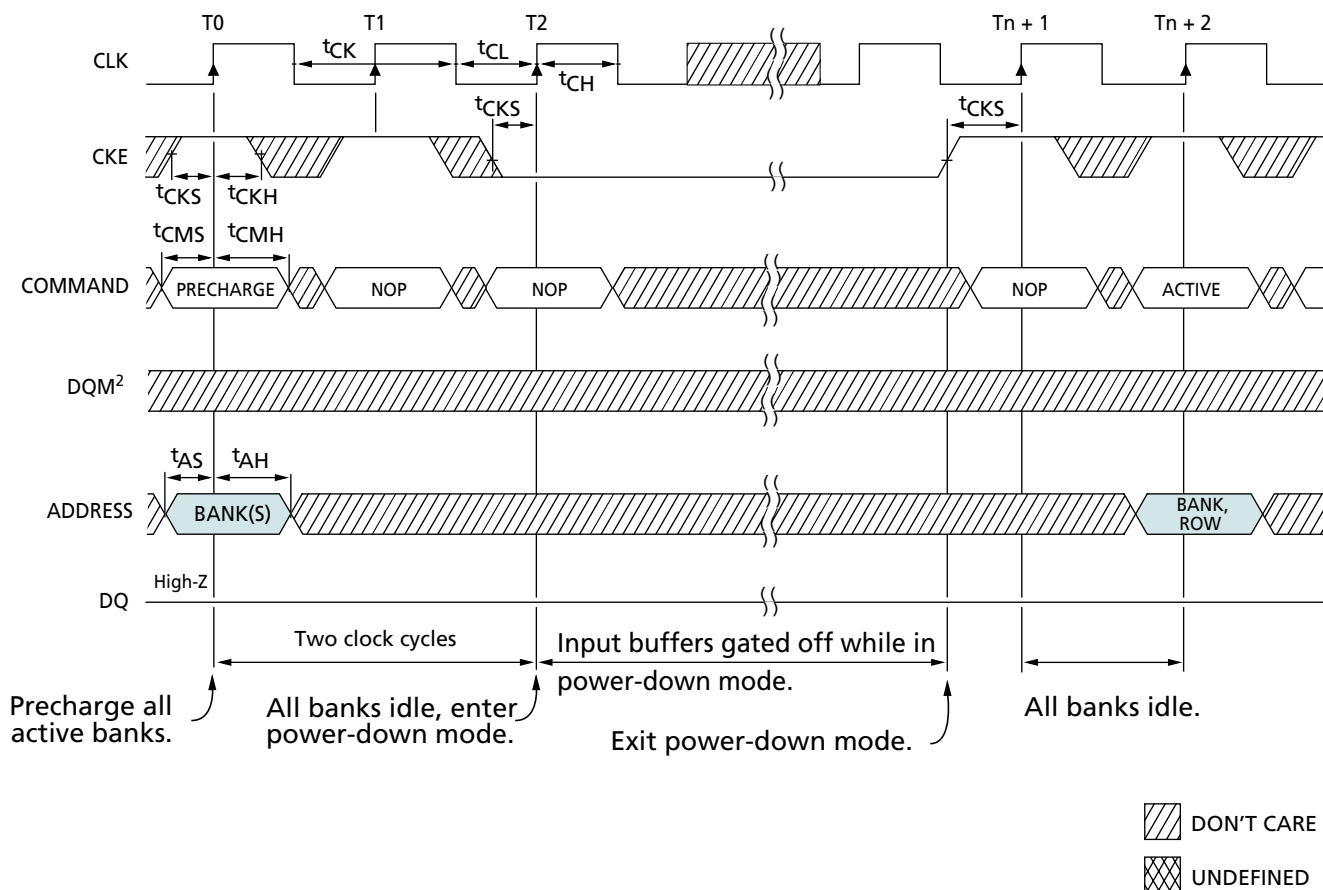 T0 T1 T2 Tn + 1 Tn + 2
CLK
tCK
tCL
tCH
tCKS
tCKS
CKE
tCKS
tCKH
tCMS
tCMH
COMMAND
PRECHARGE
NOP
NOP
NOP
ACTIVE
DQM2
tAS
tAH
ADDRESS
BANK(S)
BANK,
ROW
High-Z
DQ
Two clock cycles
Input buffers gated off while in
power-down mode.
Precharge all
active banks.
All banks idle, enter
power-down mode.
Exit power-down mode.
All banks idle.
DON'T CARE
UNDEFINED